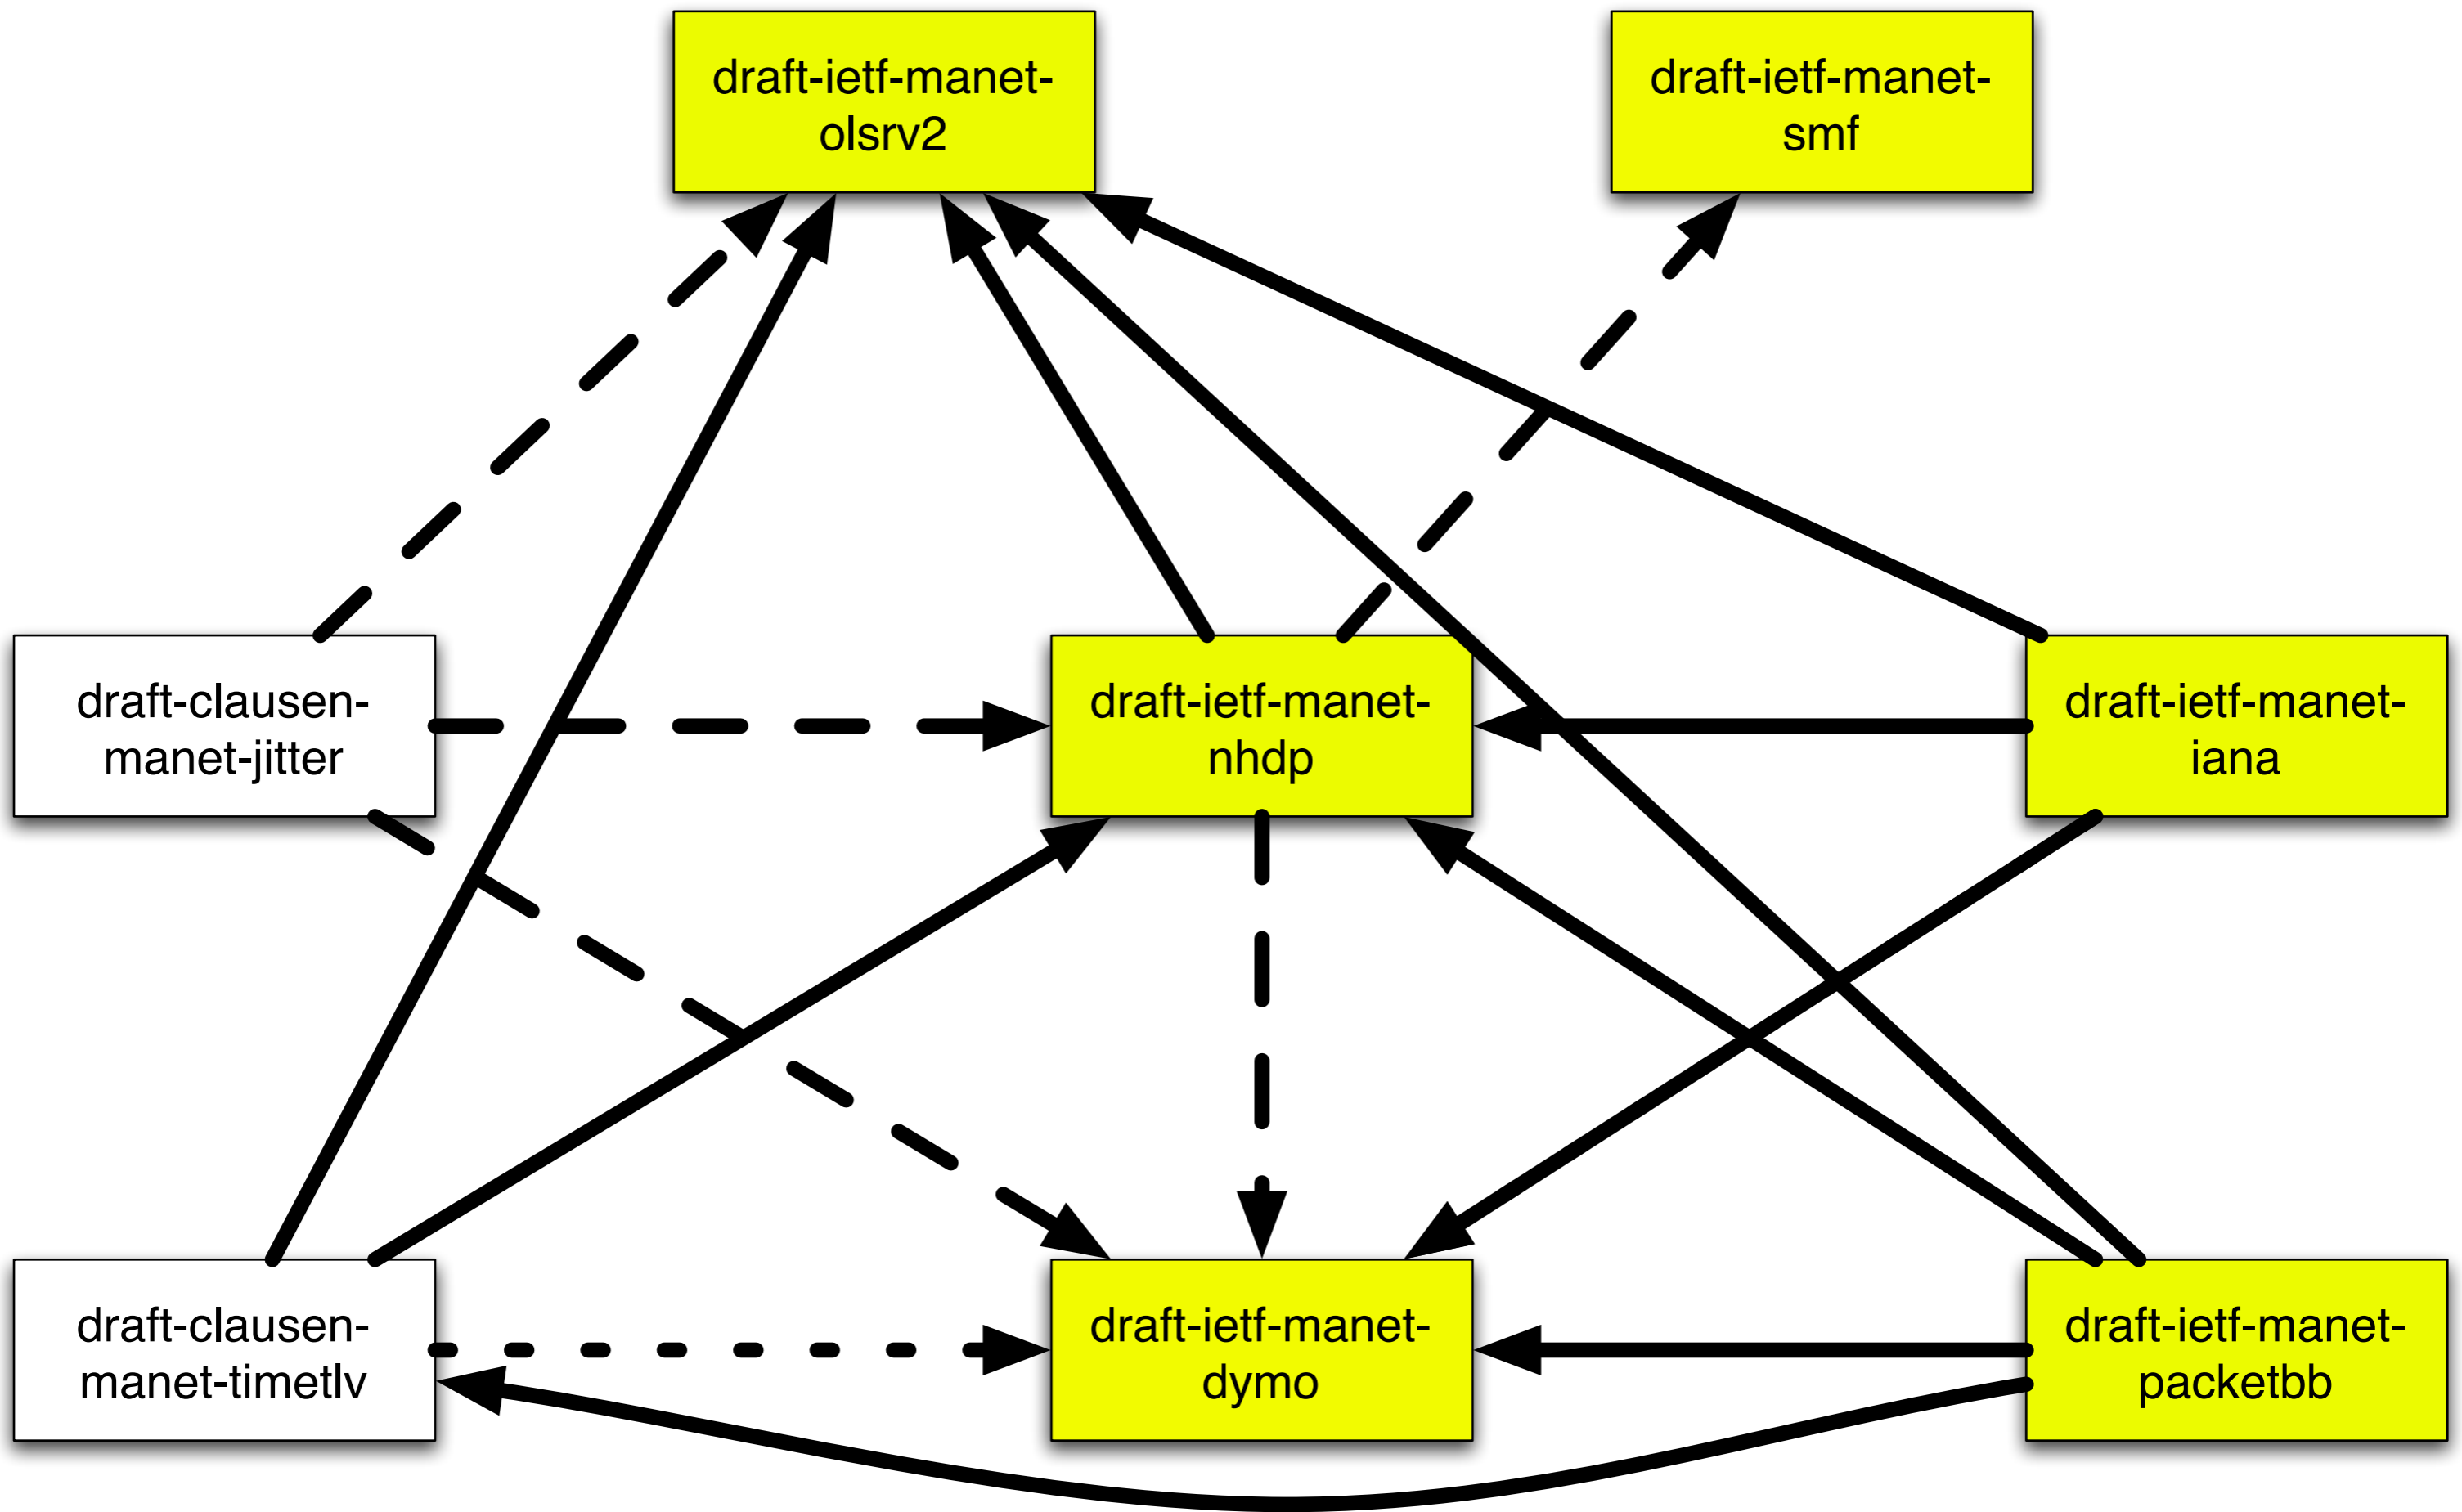 draft-ietf-manet-
olsrv2
draft-ietf-manet-
smf
draft-clausen-
manet-jitter
draft-ietf-manet-
nhdp
draft-ietf-manet-
iana
draft-clausen-
manet-timetlv
draft-ietf-manet-
dymo
draft-ietf-manet-
packetbb